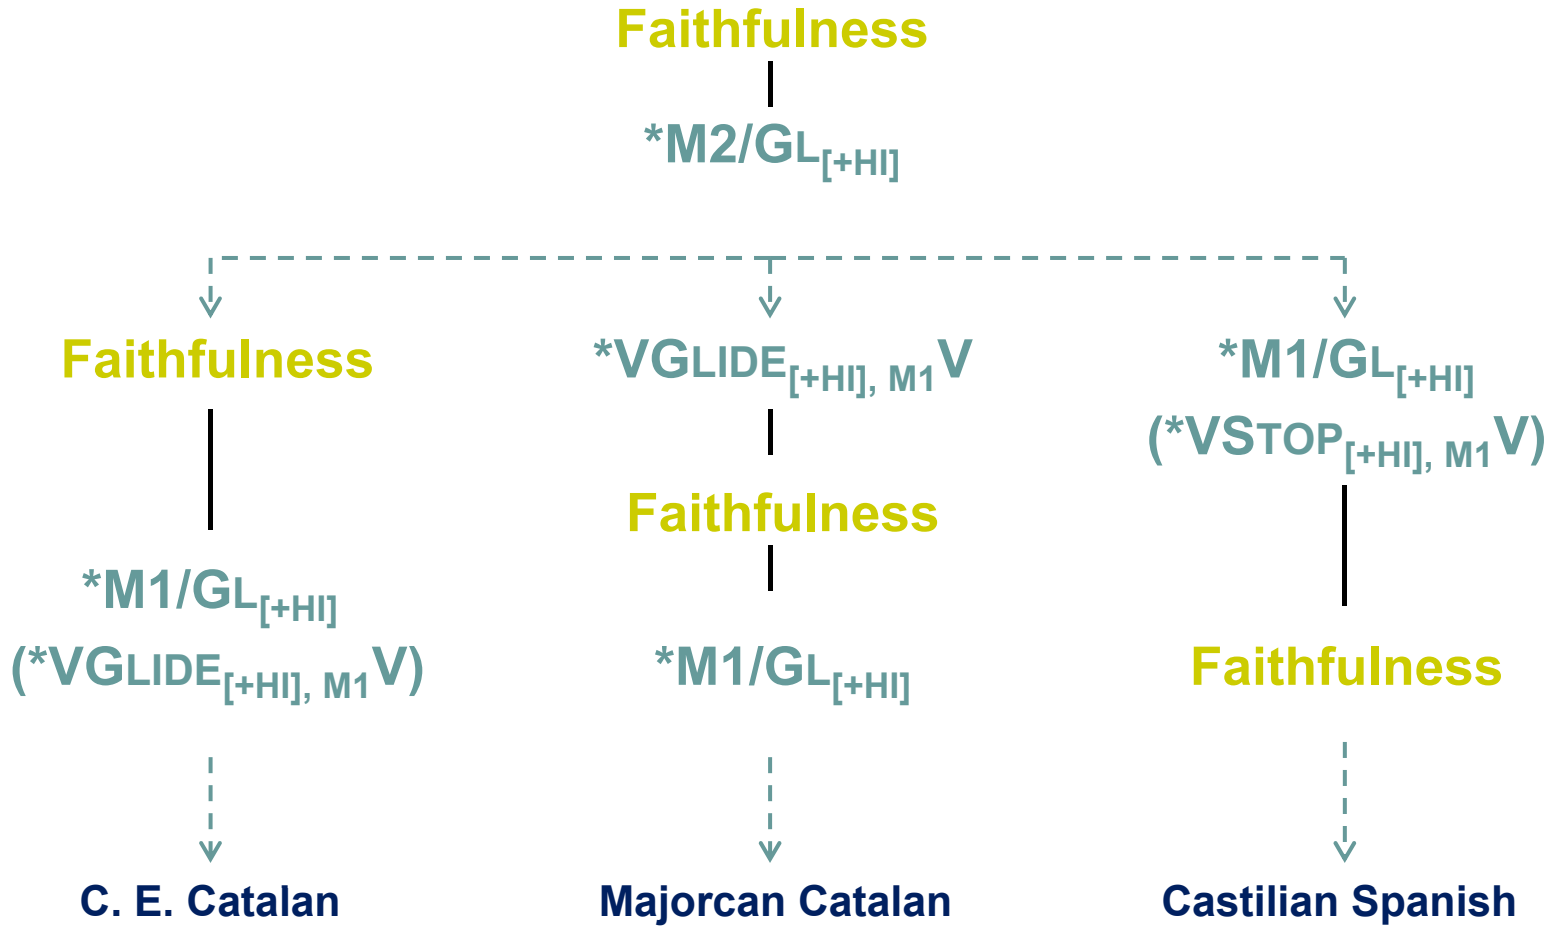 Faithfulness
*M2/GL[+HI]
Faithfulness
*M1/GL[+HI]
(*VGLIDE[+HI], M1V)
C. E. Catalan
*VGLIDE[+HI], M1V
Faithfulness
*M1/GL[+HI]
Majorcan Catalan
*M1/GL[+HI]
(*VSTOP[+HI], M1V)
Faithfulness
Castilian Spanish